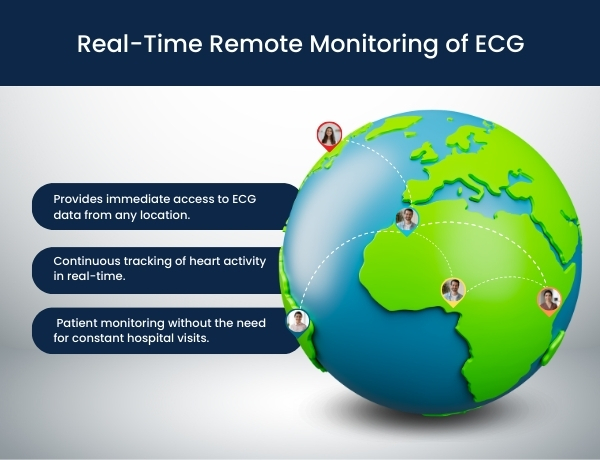 Real-Time Remote Monitoring of ECG
Provides immediate access to ECG
data from any location.
Continuous tracking of heart activity
in real-time.
Patient monitoring without the need
for constant hospital visits.